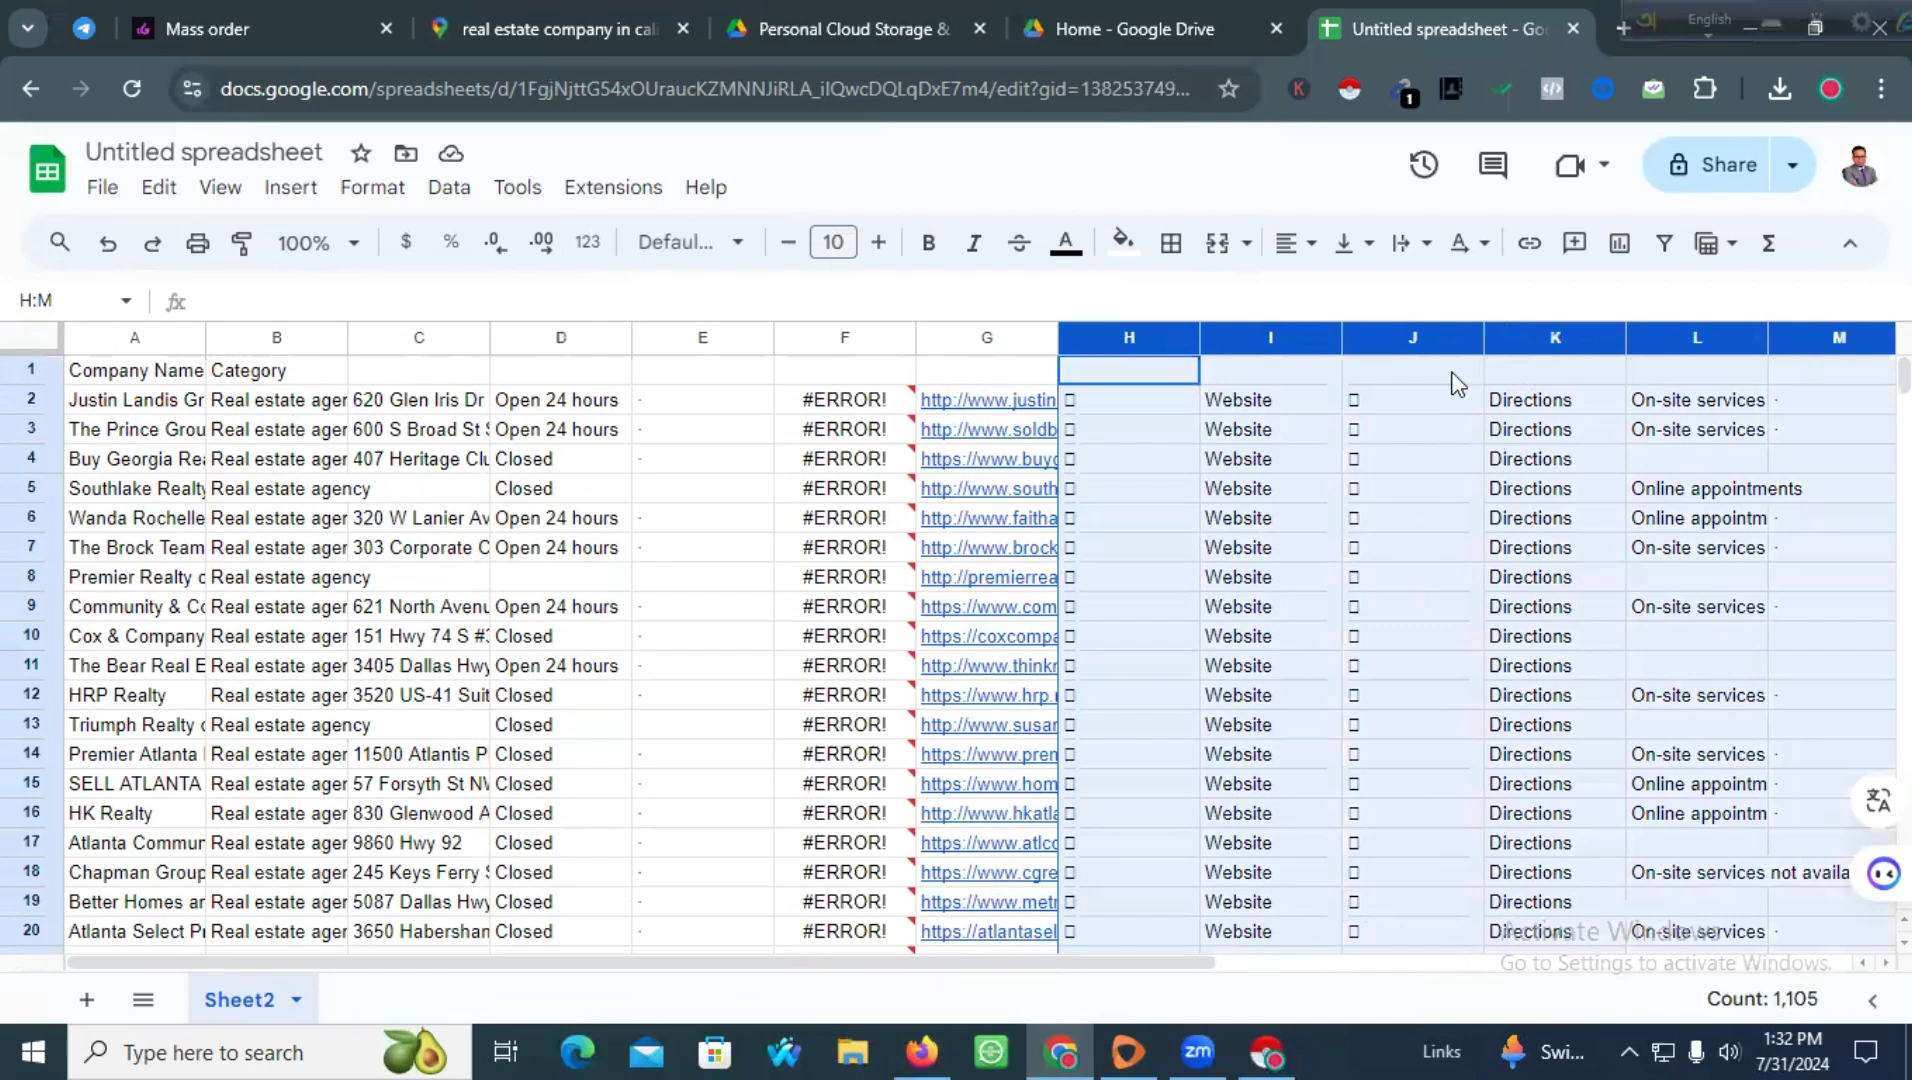 Mass order
real estate company in cali
Personal Cloud Storage &
Home - Google Drive
Untitled spreadsheet - Goo
English
docs.google.com/spreadsheets/d/1FgjNjttG54xOUraucKZMNNJiRLA_iIQwcDQLqDxE7m4/edit?gid=138253749...
1
Untitled spreadsheet
File Edit View Insert Format Data Tools Extensions Help
Share
100% $ % .0 .00 123 Defaul... 10 B I A
H:M fx
A B C D E F G H I J K L M
1 Company Name Category
2 Justin Landis Gr Real estate ager 620 Glen Iris Dr Open 24 hours · #ERROR! http://www.justin Website Directions On-site services ·
3 The Prince Grou Real estate ager 600 S Broad St S Open 24 hours · #ERROR! http://www.soldb Website Directions On-site services ·
4 Buy Georgia Rea Real estate ager 407 Heritage Clu Closed · #ERROR! https://www.buyg Website Directions
5 Southlake Realty Real estate agency Closed #ERROR! http://www.south Website Directions Online appointments
6 Wanda Rochelle Real estate ager 320 W Lanier Av Open 24 hours · #ERROR! http://www.faitha Website Directions Online appointm ·
7 The Brock Team Real estate ager 303 Corporate C Open 24 hours · #ERROR! http://www.brock Website Directions On-site services ·
8 Premier Realty o Real estate agency #ERROR! http://premierrea Website Directions
9 Community & Co Real estate ager 621 North Avenu Open 24 hours · #ERROR! https://www.com Website Directions On-site services ·
10 Cox & Company Real estate ager 151 Hwy 74 S #3 Closed · #ERROR! https://coxcompa Website Directions
11 The Bear Real E Real estate ager 3405 Dallas Hwy Open 24 hours · #ERROR! http://www.thinkr Website Directions
12 HRP Realty Real estate ager 3520 US-41 Suit Closed · #ERROR! https://www.hrp.r Website Directions On-site services ·
13 Triumph Realty o Real estate agency Closed #ERROR! http://www.susar Website Directions
14 Premier Atlanta Real estate ager 11500 Atlantis P Closed · #ERROR! https://www.pren Website Directions On-site services ·
15 SELL ATLANTA Real estate ager 57 Forsyth St NW Closed · #ERROR! https://www.hom Website Directions Online appointm ·
16 HK Realty Real estate ager 830 Glenwood A Closed · #ERROR! http://www.hkatla Website Directions Online appointm ·
17 Atlanta Commun Real estate ager 9860 Hwy 92 Closed · #ERROR! https://www.atlcc Website Directions
18 Chapman Group Real estate ager 245 Keys Ferry S Closed · #ERROR! https://www.cgre Website Directions On-site services not availa
19 Better Homes ar Real estate ager 5087 Dallas Hwy Closed · #ERROR! https://www.metr Website Directions
20 Atlanta Select Pr Real estate ager 3650 Habershan Closed · #ERROR! https://atlantasel Website Directions On-site services ·
Activate Windows
Go to Settings to activate Windows.
Sheet2
Count: 1,105
Type here to search
zm
Links
Swi...
1:32 PM
7/31/2024